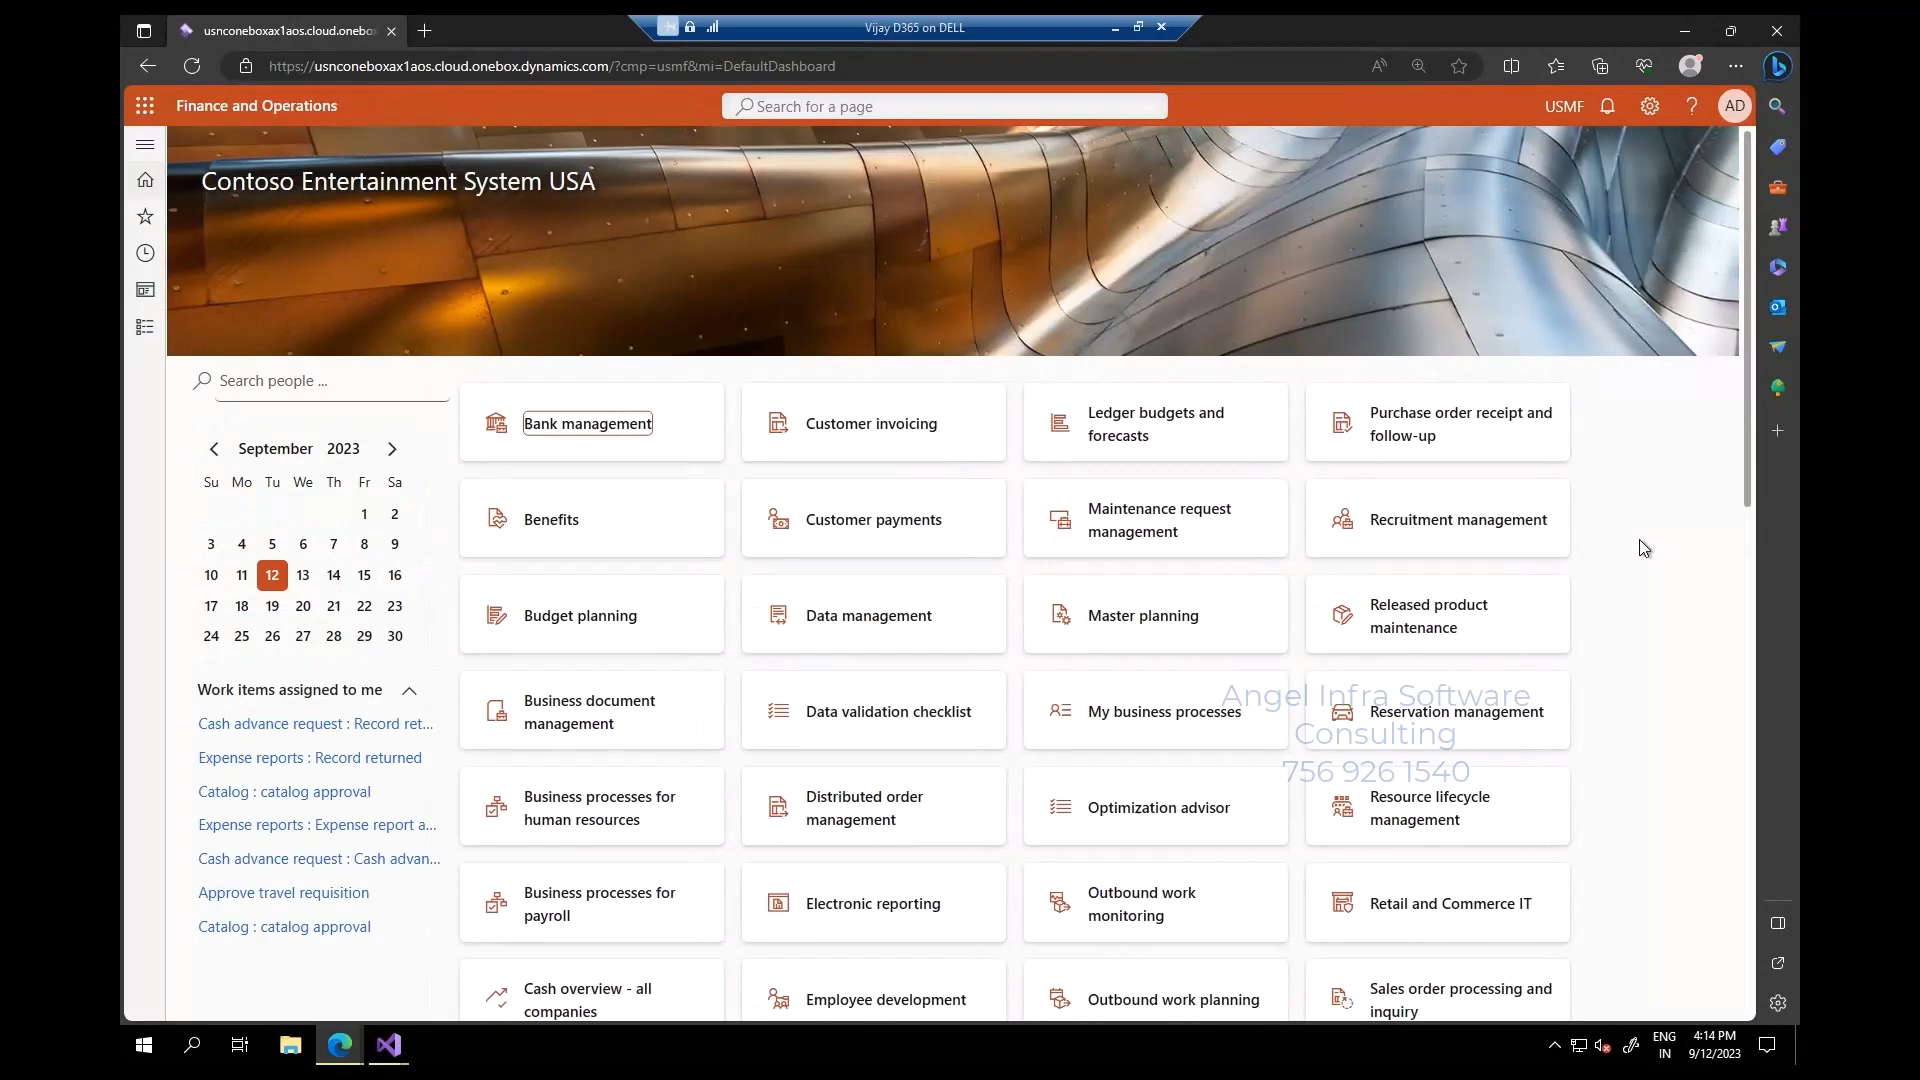 usnconeboxax1aos.cloud.onebo
Vijay D365 on DELL
https://usnconeboxax1aos.cloud.onebox.dynamics.com/?cmp=usmf&mi=DefaultDashboard
Finance and Operations
Search for a page
USMF
AD
Contoso Entertainment System USA
Search people ...
September 2023
Su Mo Tu We Th Fr Sa
1 2
3 4 5 6 7 8 9
10 11 12 13 14 15 16
17 18 19 20 21 22 23
24 25 26 27 28 29 30
Work items assigned to me
Cash advance request : Record ret...
Expense reports : Record returned
Catalog : catalog approval
Expense reports : Expense report a...
Cash advance request : Cash advan...
Approve travel requisition
Catalog : catalog approval
Bank management
Customer invoicing
Ledger budgets and
forecasts
Purchase order receipt and
follow-up
Benefits
Customer payments
Maintenance request
management
Recruitment management
Budget planning
Data management
Master planning
Released product
maintenance
Business document
management
Data validation checklist
My business processes
Reservation management
Angel Infra Software
Consulting
756 926 1540
Business processes for
human resources
Distributed order
management
Optimization advisor
Resource lifecycle
management
Business processes for
payroll
Electronic reporting
Outbound work
monitoring
Retail and Commerce IT
Cash overview - all
companies
Employee development
Outbound work planning
Sales order processing and
inquiry
ENG
IN
4:14 PM
9/12/2023